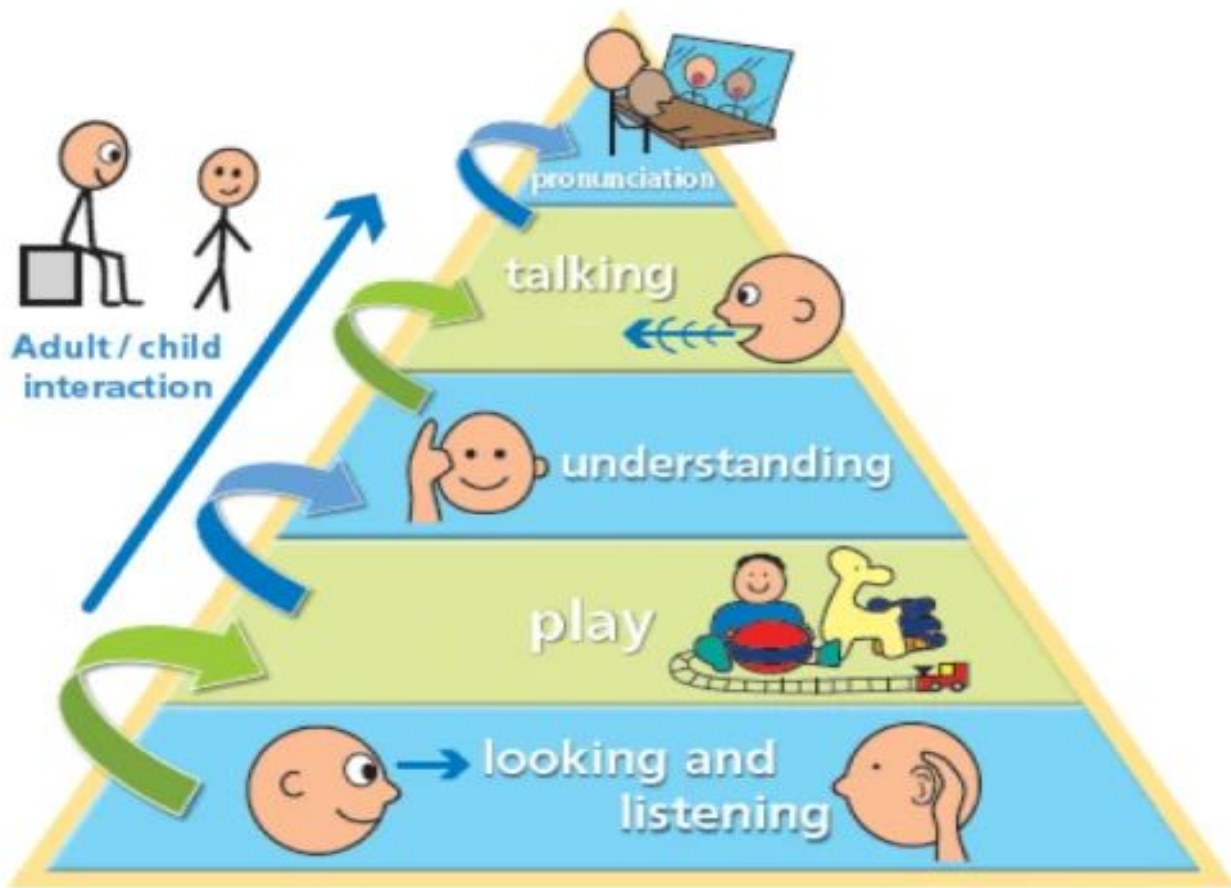 pronunciation
talking
Adult / child
interaction
understanding
play
looking and
listening